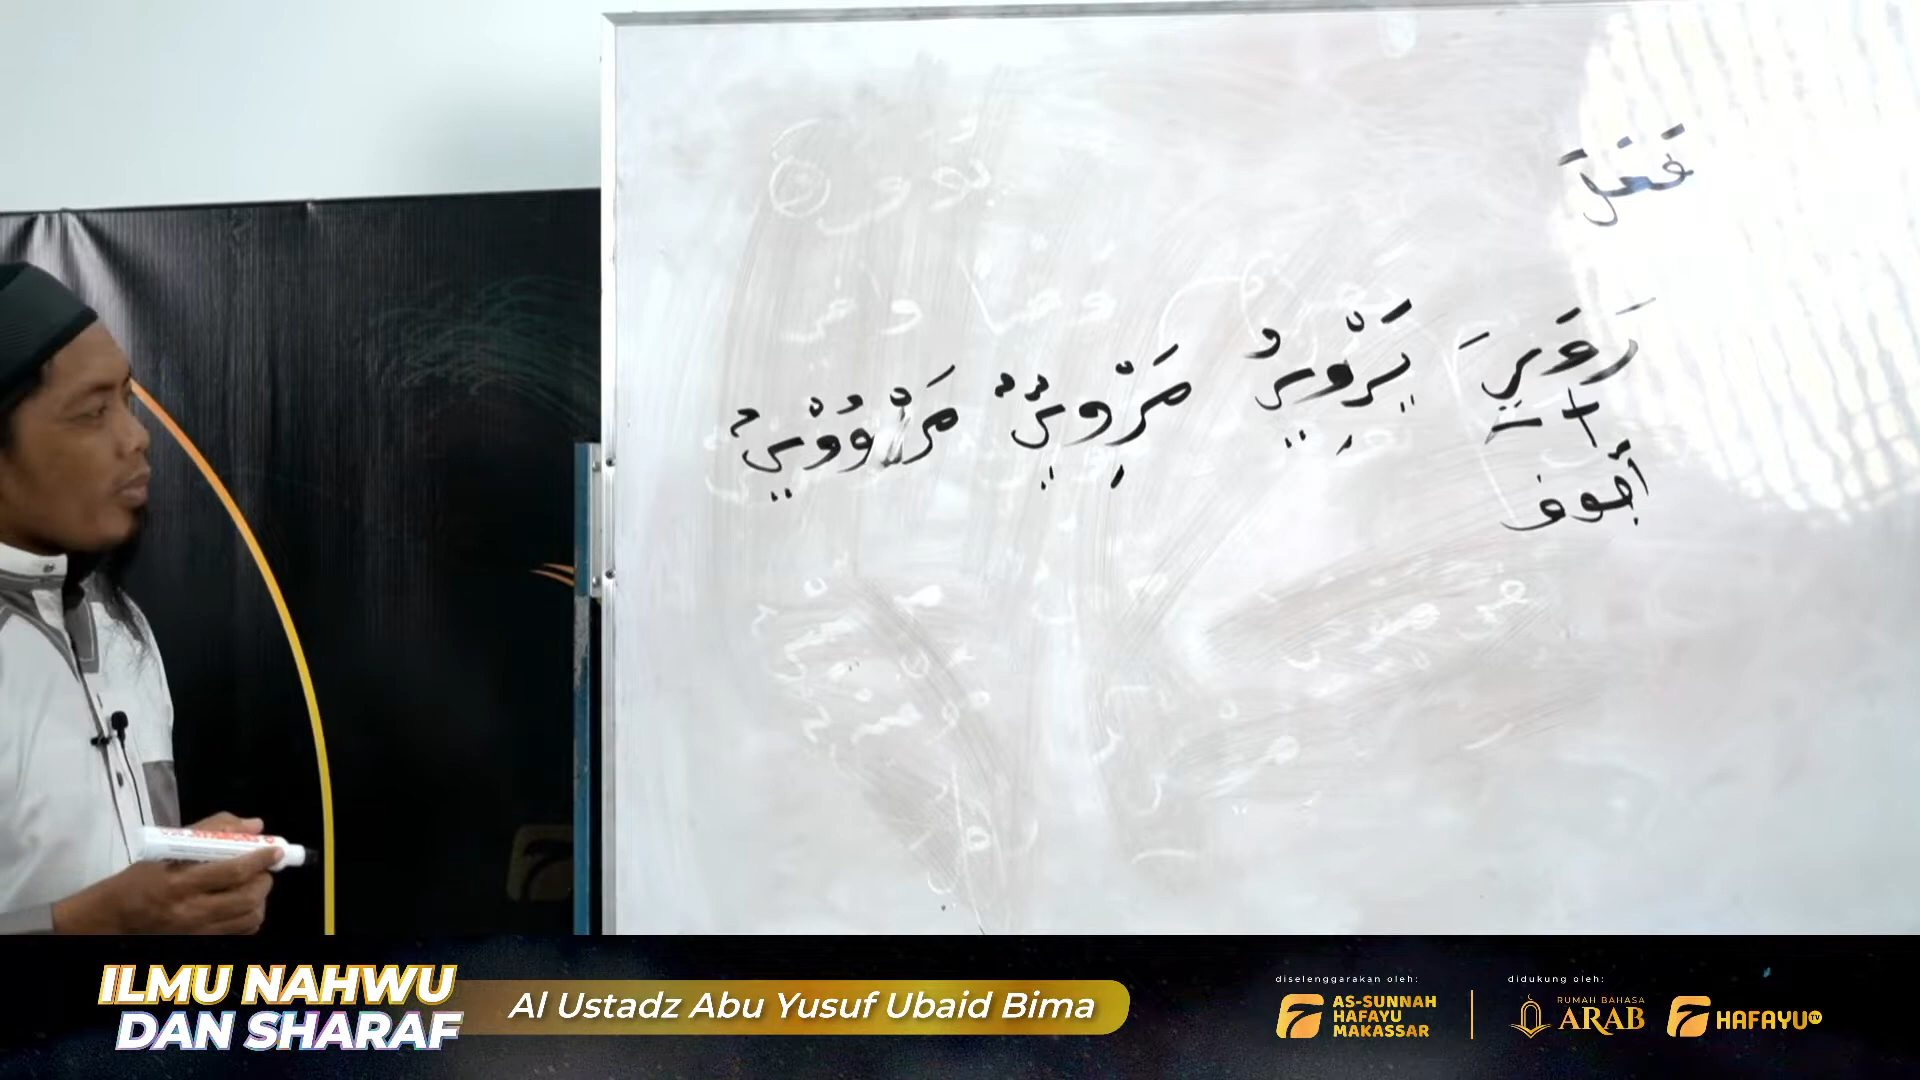 فَعَلَ
رَوَيَ يَرْوِيُ مَرْوِيٌّ مَرْوُوْيٌ
أجوف
ILMU NAHWU
DAN SHARAF
Al Ustadz Abu Yusuf Ubaid Bima
diselenggarakan oleh:
AS-SUNNAH
HAFAYU
MAKASSAR
didukung oleh:
RUMAH BAHASA
ARAB
HAFAYU TV